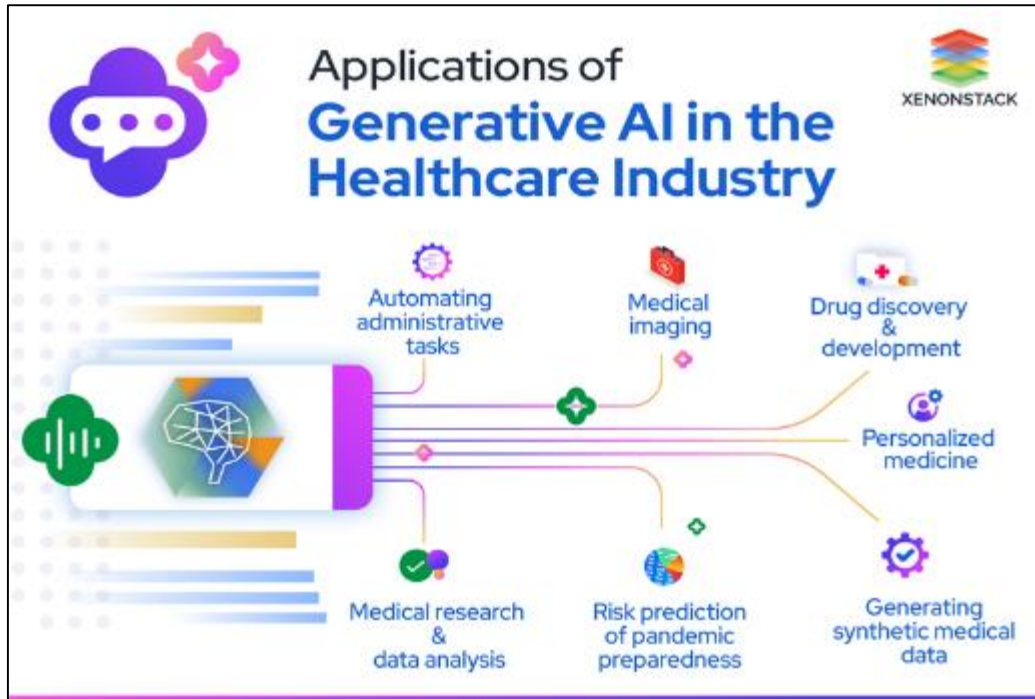 Applications of
Generative AI in the
Healthcare Industry
XENONSTACK
Automating
administrative
tasks
Medical
imaging
Drug discovery
&
development
Personalized
medicine
Medical research
&
data analysis
Risk prediction
of pandemic
preparedness
Generating
synthetic medical
data